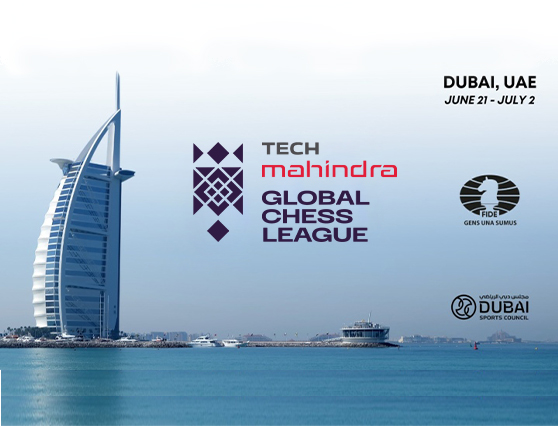 DUBAI, UAE
JUNE 21 - JULY 2
TECH
mahindra
GLOBAL
CHESS
LEAGUE
FIDE
GENS UNA SUMUS
مجلس دبي الرياضي
DUBAI
SPORTS COUNCIL